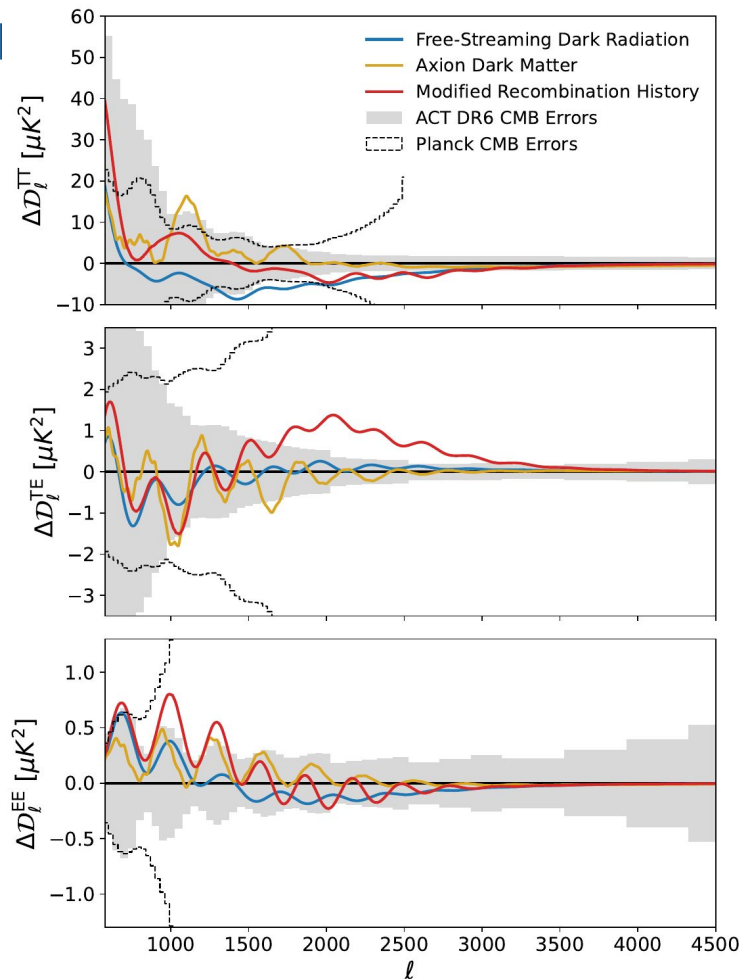 60
50
40
30
20
10
0
−10
ΔD_ℓ^TT [μK²]
Free-Streaming Dark Radiation
Axion Dark Matter
Modified Recombination History
ACT DR6 CMB Errors
Planck CMB Errors
3
2
1
0
−1
−2
−3
ΔD_ℓ^TE [μK²]
1.0
0.5
0.0
−0.5
−1.0
ΔD_ℓ^EE [μK²]
1000 1500 2000 2500 3000 3500 4000 4500
ℓ